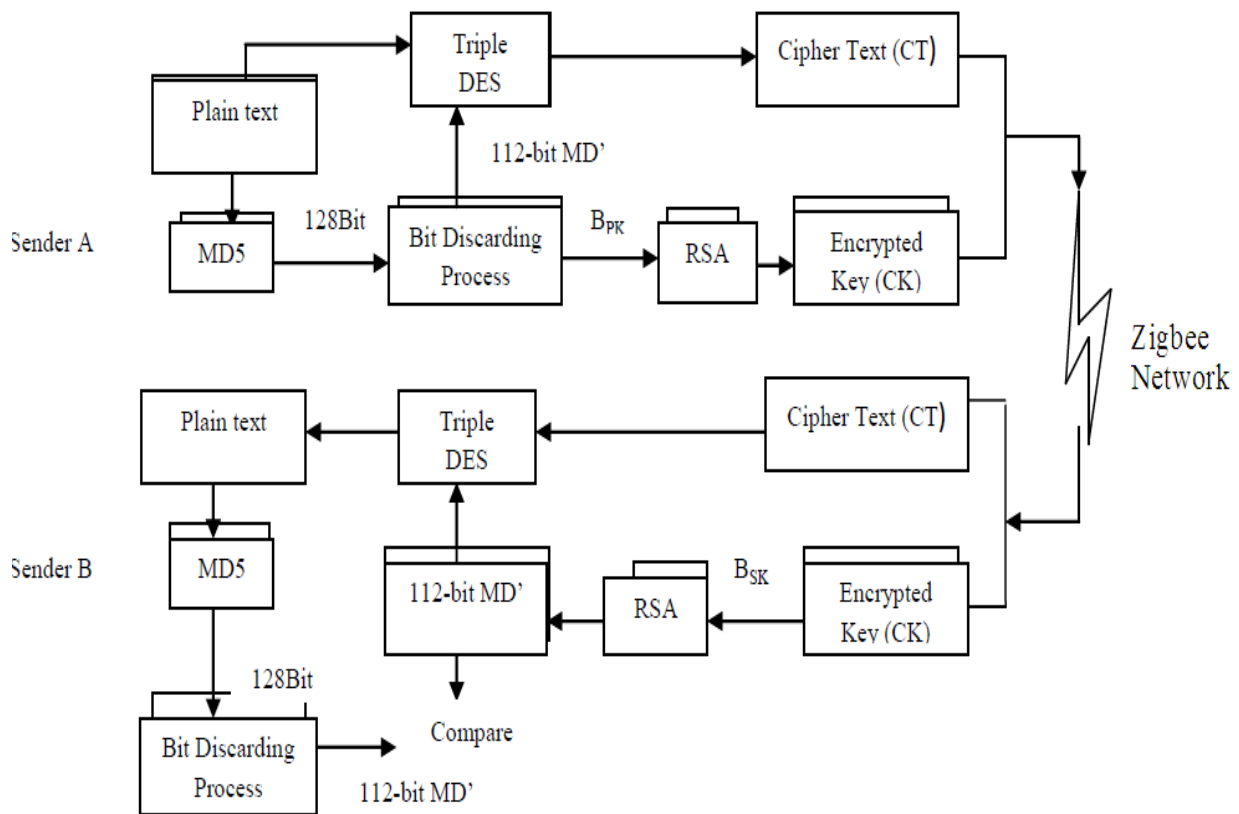 Triple
DES
Cipher Text (CT)
Plain text
112-bit MD’
Sender A
MD5
128Bit
Bit Discarding
Process
B_PK
RSA
Encrypted
Key (CK)
Zigbee
Network
Plain text
Triple
DES
Cipher Text (CT)
Sender B
MD5
112-bit MD’
RSA
B_SK
Encrypted
Key (CK)
128Bit
Bit Discarding
Process
Compare
112-bit MD’